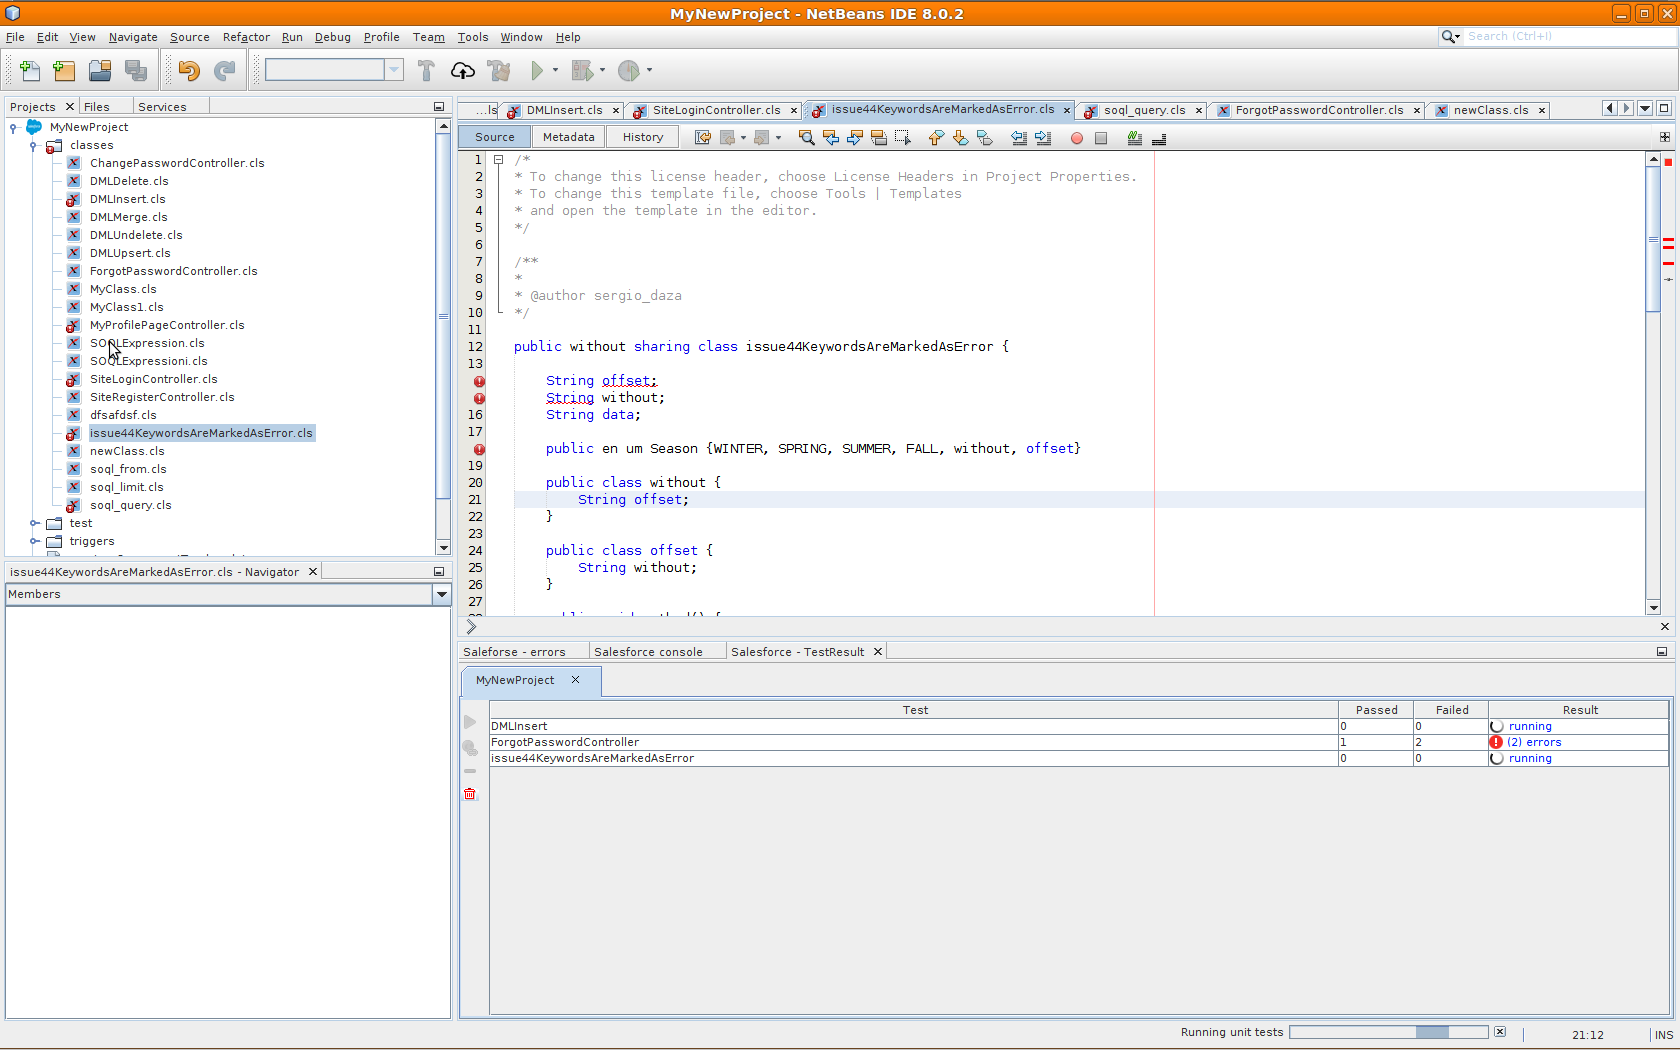 MyNewProject - NetBeans IDE 8.0.2
File Edit View Navigate Source Refactor Run Debug Profile Team Tools Window Help
Search (Ctrl+I)
Projects Files Services
MyNewProject
classes
ChangePasswordController.cls
DMLDelete.cls
DMLInsert.cls
DMLMerge.cls
DMLUndelete.cls
DMLUpsert.cls
ForgotPasswordController.cls
MyClass.cls
MyClass1.cls
MyProfilePageController.cls
SOQLExpression.cls
SOQLExpressioni.cls
SiteLoginController.cls
SiteRegisterController.cls
dfsafdsf.cls
issue44KeywordsAreMarkedAsError.cls
newClass.cls
soql_from.cls
soql_limit.cls
soql_query.cls
test
triggers
issue44KeywordsAreMarkedAsError.cls - Navigator
Members
...ls DMLInsert.cls SiteLoginController.cls issue44KeywordsAreMarkedAsError.cls soql_query.cls ForgotPasswordController.cls newClass.cls
Source Metadata History
1 /*
2 * To change this license header, choose License Headers in Project Properties.
3 * To change this template file, choose Tools | Templates
4 * and open the template in the editor.
5 */
6
7 /**
8 *
9 * @author sergio_daza
10 */
11
12 public without sharing class issue44KeywordsAreMarkedAsError {
13
String offset;
String without;
16 String data;
17
public en um Season {WINTER, SPRING, SUMMER, FALL, without, offset}
19
20 public class without {
21 String offset;
22 }
23
24 public class offset {
25 String without;
26 }
27
Saleforse - errors Salesforce console Salesforce - TestResult
MyNewProject
Test Passed Failed Result
DMLInsert 0 0 running
ForgotPasswordController 1 2 (2) errors
issue44KeywordsAreMarkedAsError 0 0 running
Running unit tests 21:12 INS